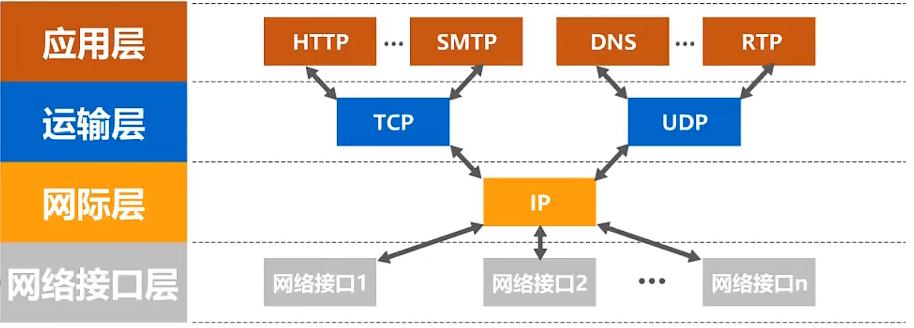 应用层
HTTP ··· SMTP
DNS ··· RTP
运输层
TCP
UDP
网际层
IP
网络接口层
网络接口1
网络接口2
···
网络接口n